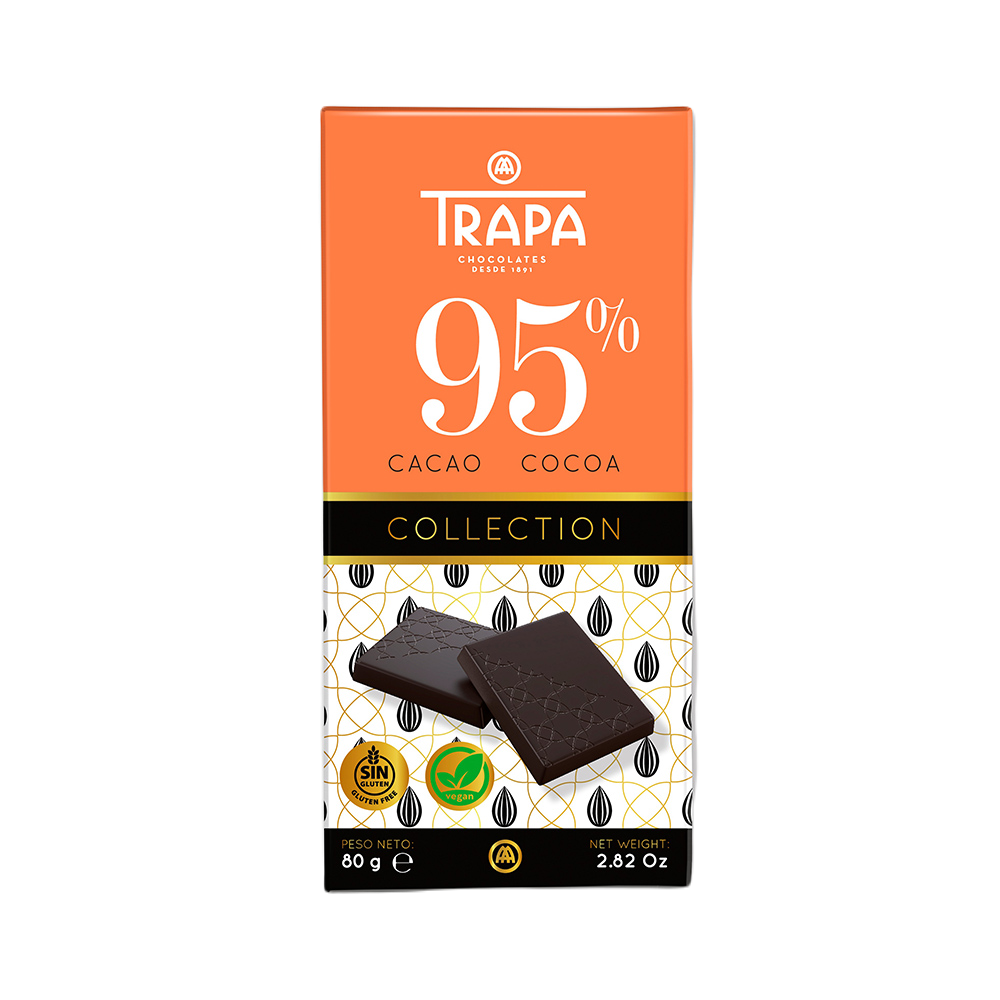 TRAPA
CHOCOLATES
DESDE 1891
95%
CACAO COCOA
COLLECTION
SIN
GLUTEN
GLUTEN FREE
vegan
PESO NETO:
80 g ℮
NET WEIGHT:
2.82 Oz